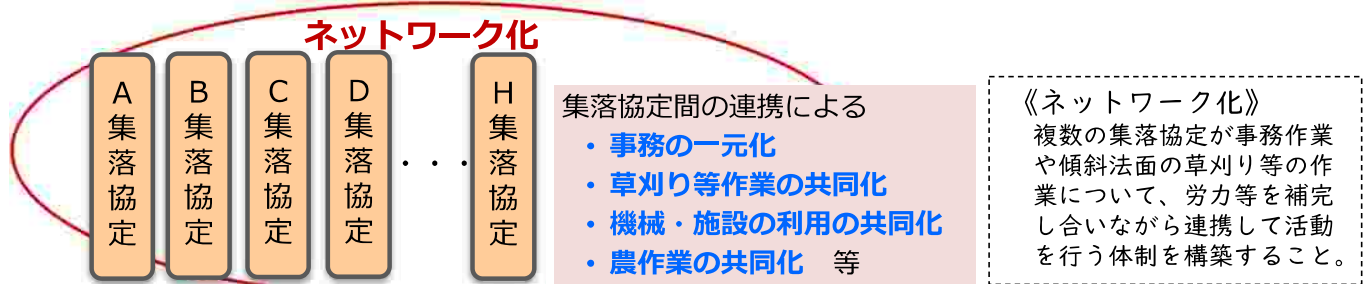 ネットワーク化
A集落協定
B集落協定
C集落協定
D集落協定
・・・
H集落協定
集落協定間の連携による
・事務の一元化
・草刈り等作業の共同化
・機械・施設の利用の共同化
・農作業の共同化　等
《ネットワーク化》
複数の集落協定が事務作業
や傾斜法面の草刈り等の作
業について、労力等を補完
し合いながら連携して活動
を行う体制を構築すること。